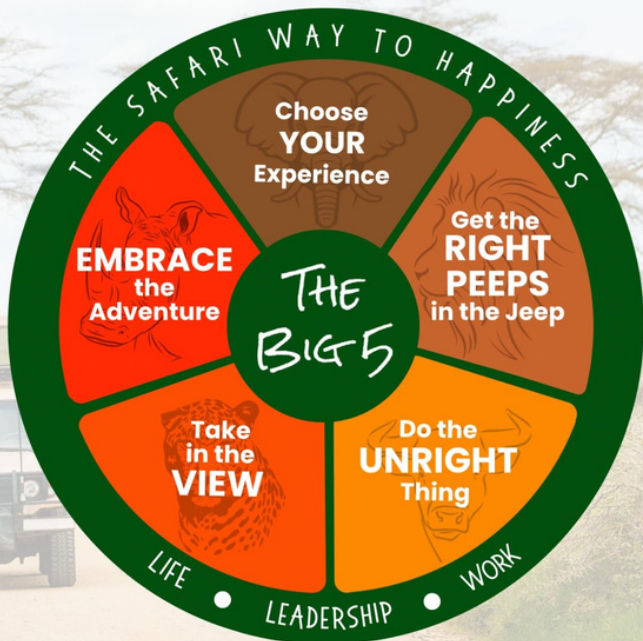 THE SAFARI WAY TO HAPPINESS
Choose
YOUR
Experience
Get the
RIGHT
PEEPS
in the Jeep
EMBRACE
the
Adventure
THE
BIG 5
Take
in the
VIEW
Do the
UNRIGHT
Thing
LIFE • LEADERSHIP • WORK